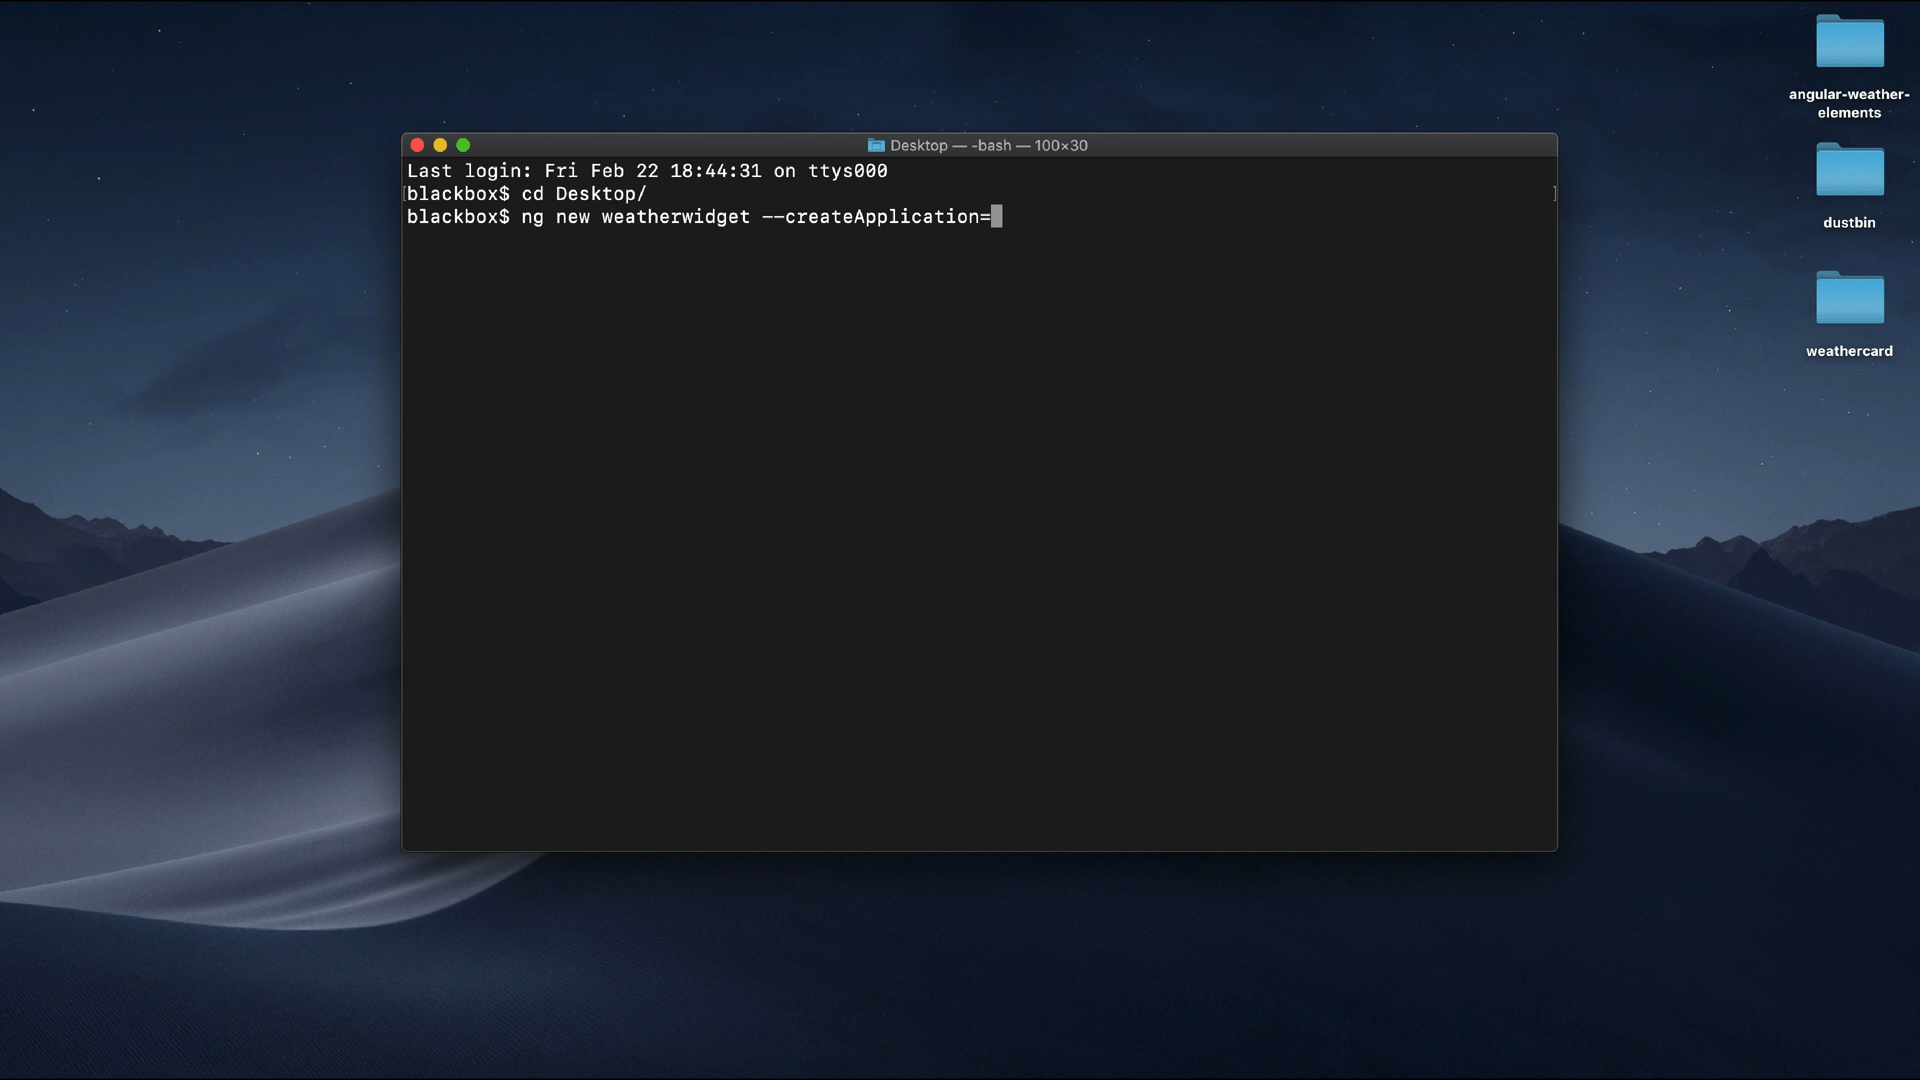 Desktop — -bash — 100×30
Last login: Fri Feb 22 18:44:31 on ttys000
[blackbox$ cd Desktop/ ]
blackbox$ ng new weatherwidget --createApplication=
angular-weather-
elements
dustbin
weathercard